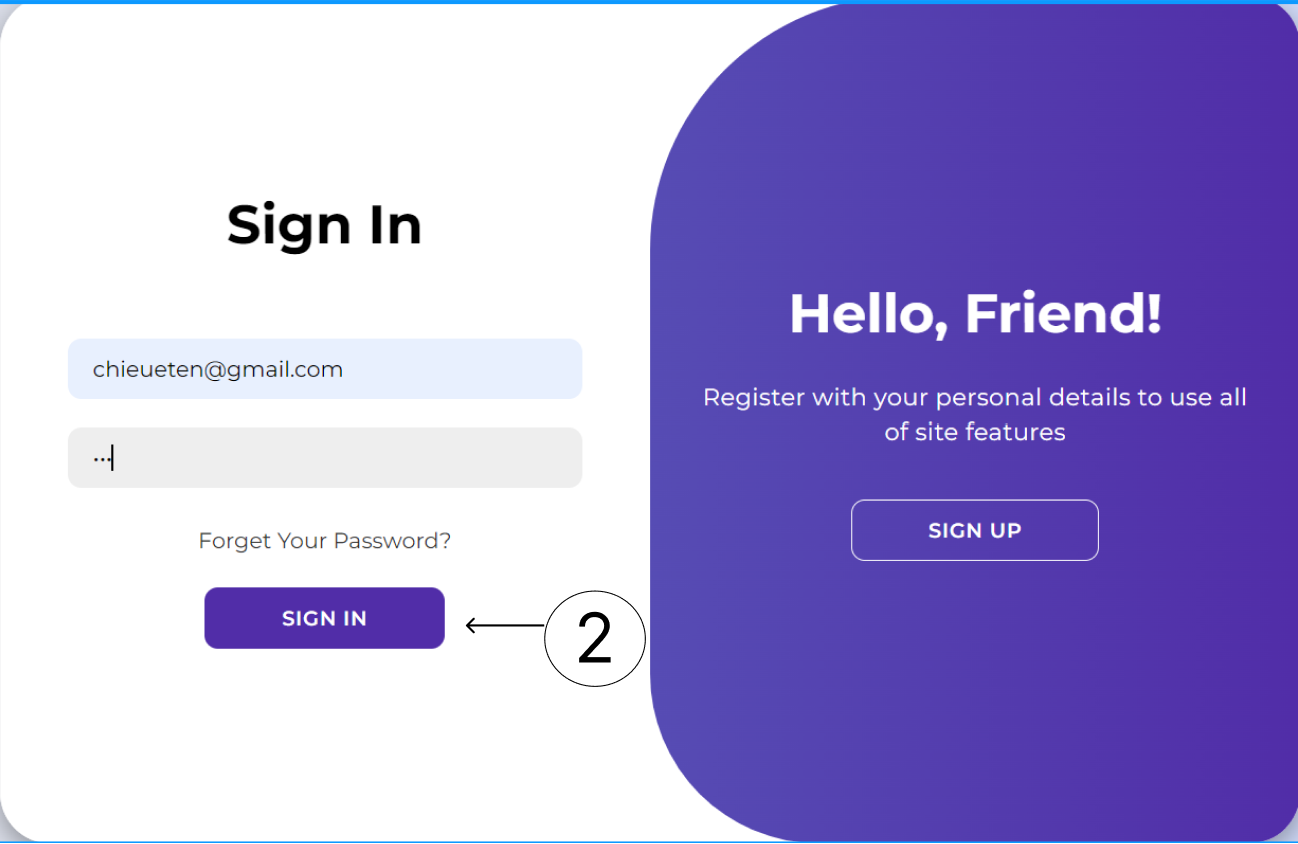 Sign In
chieueten@gmail.com
···
Forget Your Password?
SIGN IN
2
Hello, Friend!
Register with your personal details to use all
of site features
SIGN UP